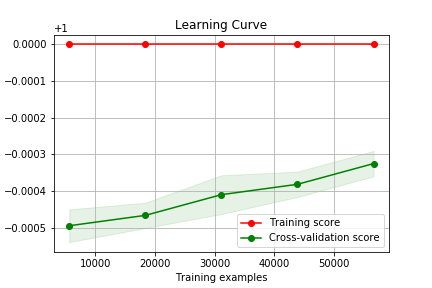 Learning Curve
+1
0.0000
−0.0001
−0.0002
−0.0003
−0.0004
−0.0005
Training score
Cross-validation score
10000 20000 30000 40000 50000
Training examples